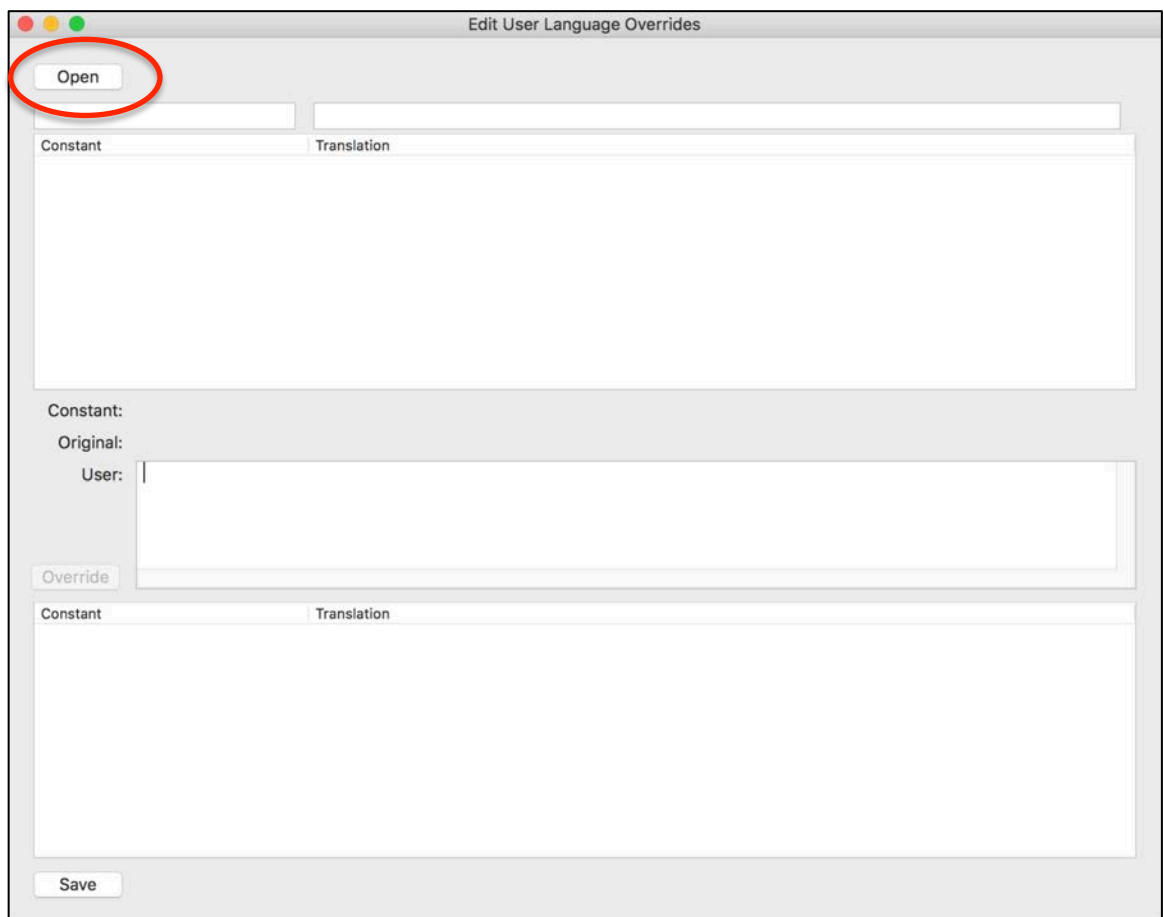 Edit User Language Overrides
Open
Constant Translation
Constant:
Original:
User:
Override
Constant Translation
Save